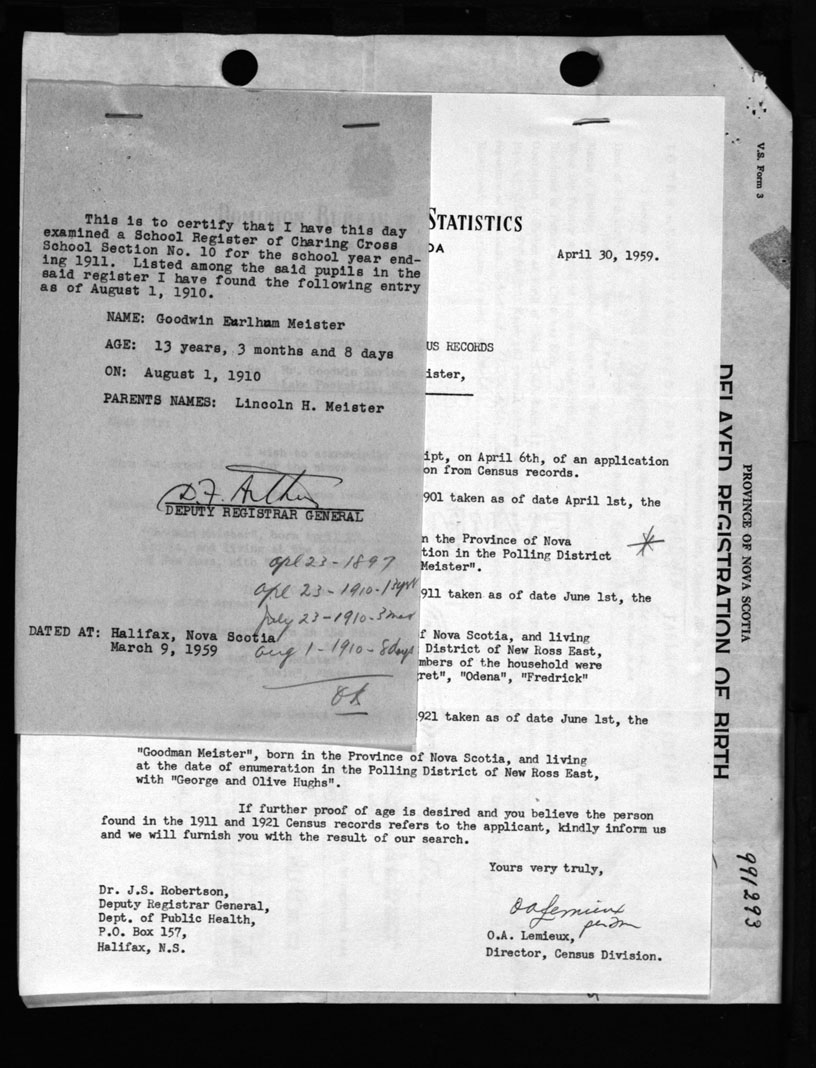 This is to certify that I have this day
examined a School Register of Charing Cross
School Section No. 10 for the school year end-
ing 1911. Listed among the said pupils in the
said register I have found the following entry
as of August 1, 1910.
NAME: Goodwin Earlham Meister
AGE: 13 years, 3 months and 8 days
ON: August 1, 1910
PARENTS NAMES: Lincoln H. Meister
D.F. Arthur
DEPUTY REGISTRAR GENERAL
apl 23 - 1897
apl 23 - 1910 - 13 yrs
July 23 - 1910 - 3 mos
aug 1 - 1910 - 8 days
OK
DATED AT: Halifax, Nova Scotia
March 9, 1959
STATISTICS
DA
April 30, 1959.
US RECORDS
ister,
ipt, on April 6th, of an application
on from Census records.
901 taken as of date April 1st, the
n the Province of Nova
tion in the Polling District
Meister".
911 taken as of date June 1st, the
f Nova Scotia, and living
District of New Ross East,
mbers of the household were
ret", "Odena", "Fredrick"
921 taken as of date June 1st, the
"Goodman Meister", born in the Province of Nova Scotia, and living
at the date of enumeration in the Polling District of New Ross East,
with "George and Olive Hughs".
If further proof of age is desired and you believe the person
found in the 1911 and 1921 Census records refers to the applicant, kindly inform us
and we will furnish you with the result of our search.
Yours very truly,
OALemieux
per
O.A. Lemieux,
Director, Census Division.
Dr. J.S. Robertson,
Deputy Registrar General,
Dept. of Public Health,
P.O. Box 157,
Halifax, N.S.
V.S. Form 3
PROVINCE OF NOVA SCOTIA
DELAYED REGISTRATION OF BIRTH
991293